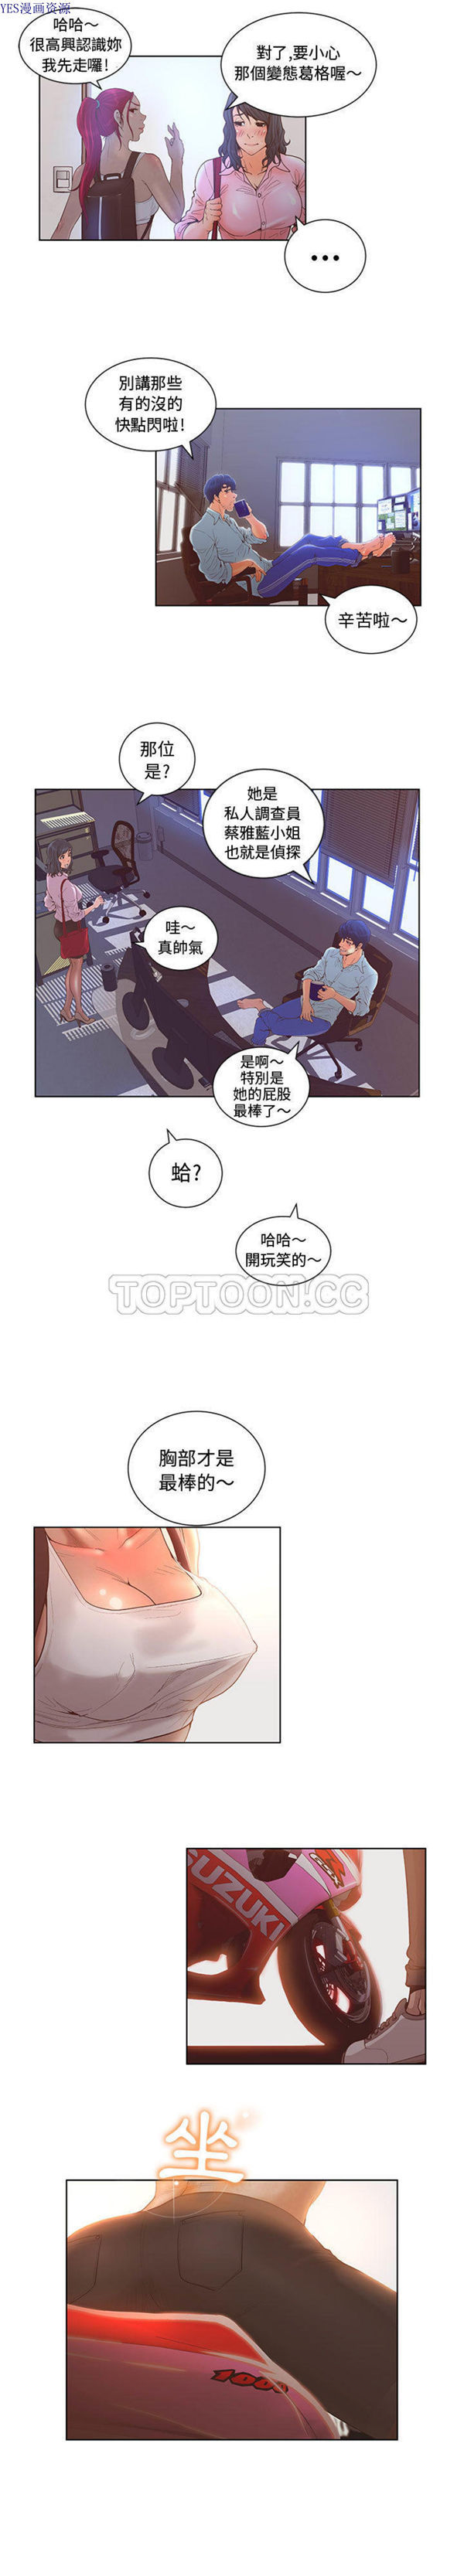 YES漫画资源
哈哈～
很高興認識妳
我先走囉!
對了,要小心
那個變態葛格喔～
•••
別講那些
有的沒的
快點閃啦!
辛苦啦～
那位
是?
她是
私人調查員
蔡雅藍小姐
也就是偵探
哇～
真帥氣
是啊～
特別是
她的屁股
最棒了～
蛤?
哈哈～
開玩笑的～
TOPTOON.CC
胸部才是
最棒的～
SUZUKI
坐
1000